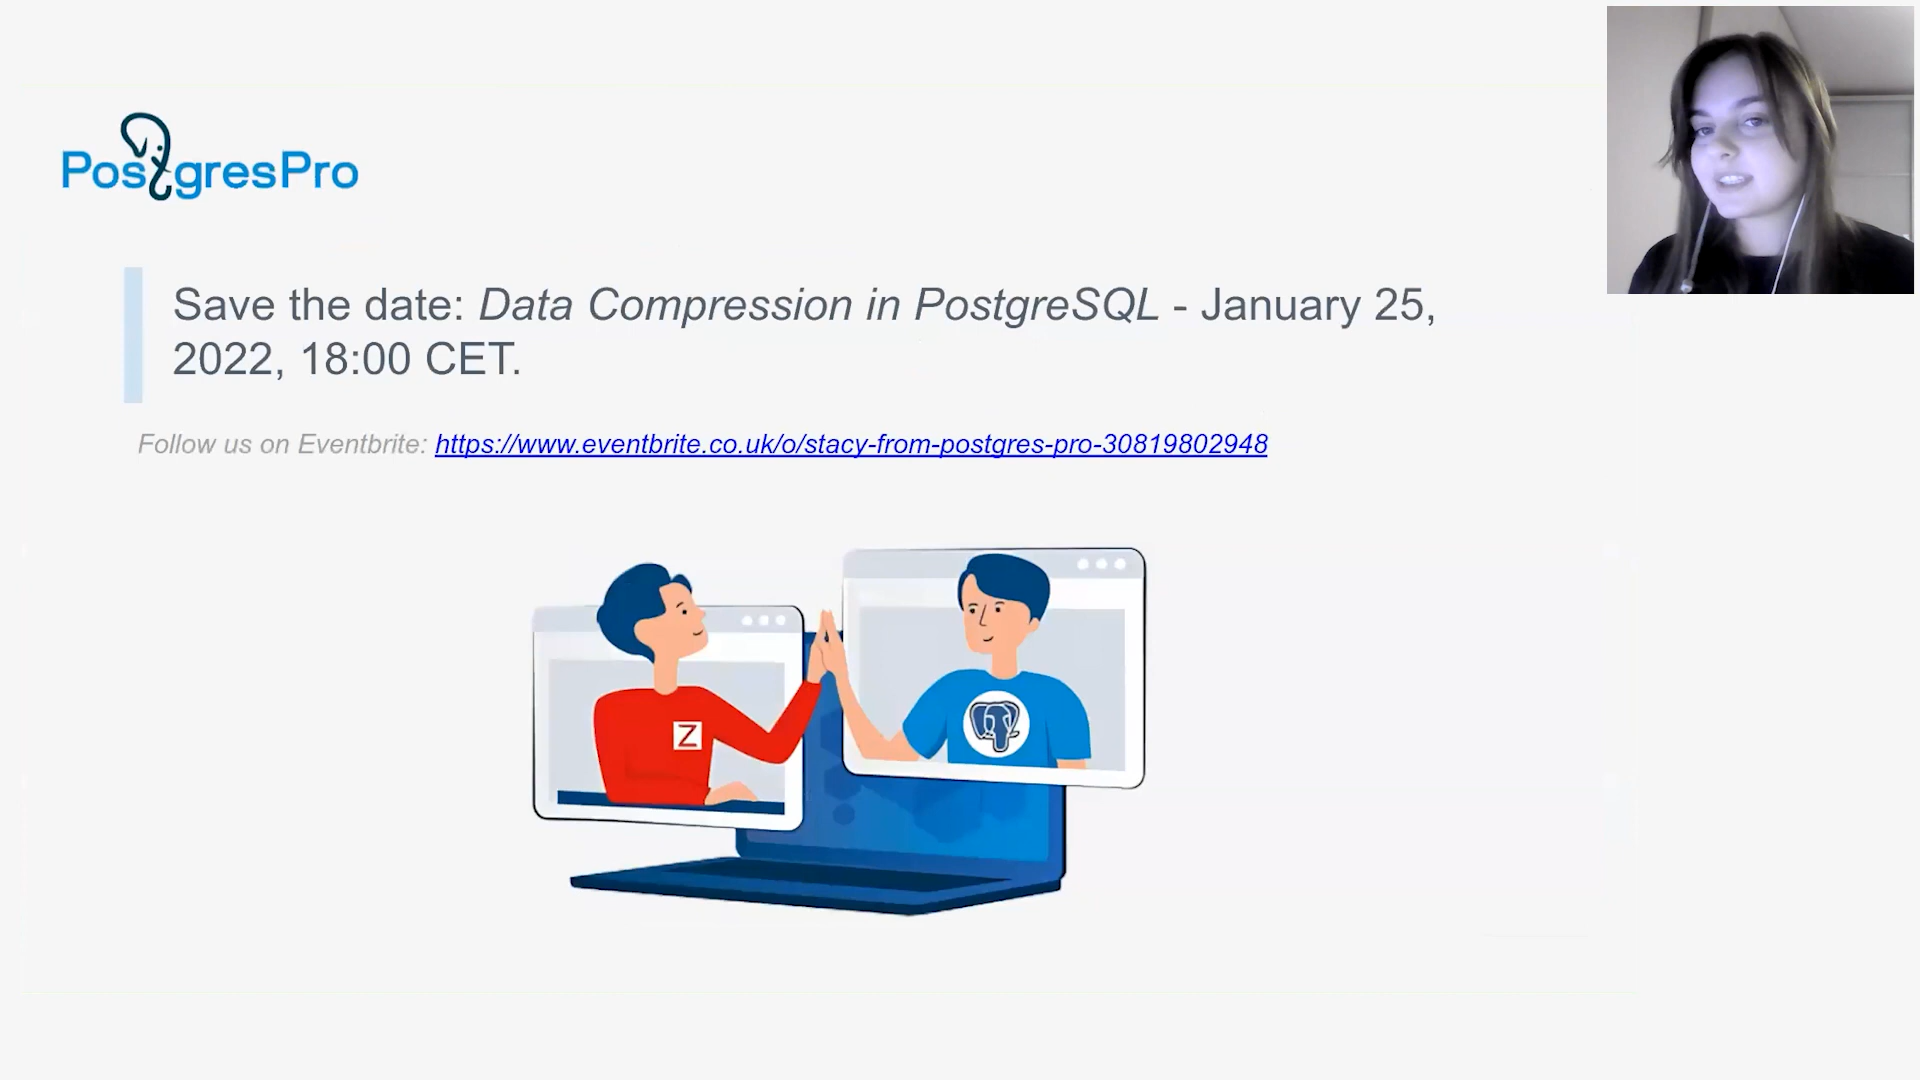 PostgresPro
Save the date: Data Compression in PostgreSQL - January 25,
2022, 18:00 CET.
Follow us on Eventbrite: https://www.eventbrite.co.uk/o/stacy-from-postgres-pro-30819802948
Z